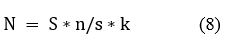 N = S * n/s * k (8)